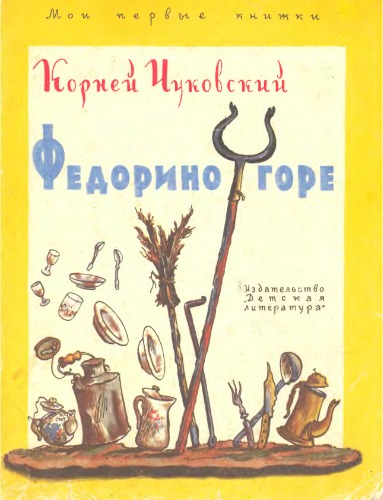 Мои первые книжки
Корней Чуковский
Федорино горе
Издательство
"Детская
литература"